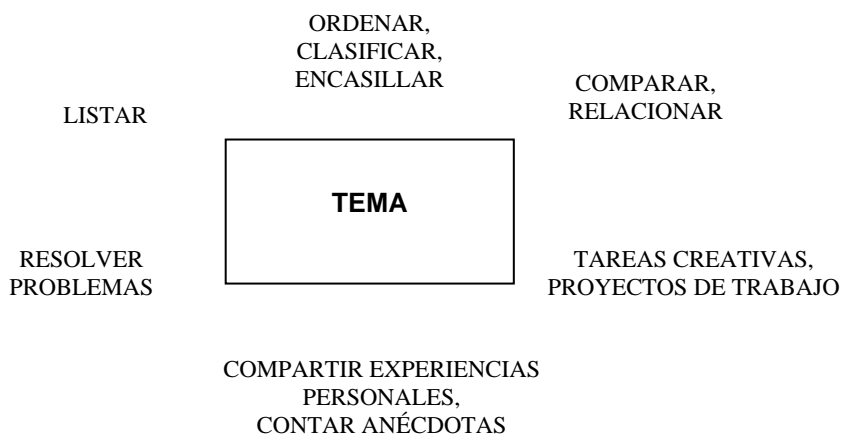 ORDENAR,
CLASIFICAR,
ENCASILLAR
COMPARAR,
RELACIONAR
LISTAR
TEMA
RESOLVER
PROBLEMAS
TAREAS CREATIVAS,
PROYECTOS DE TRABAJO
COMPARTIR EXPERIENCIAS
PERSONALES,
CONTAR ANÉCDOTAS